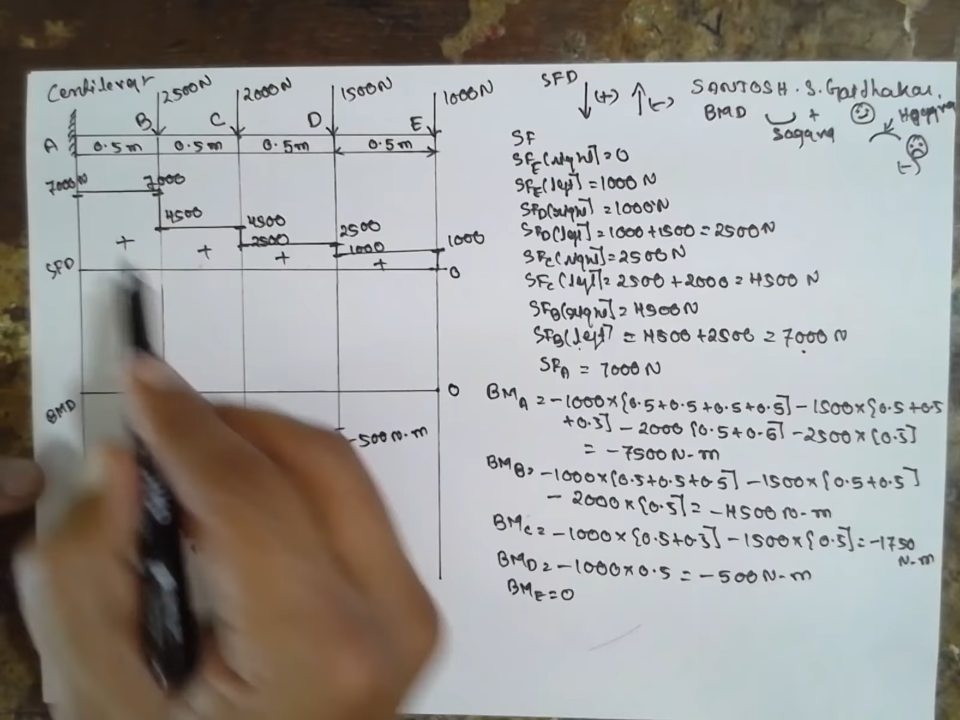 Cantilever
2500N 2000N 1500N 1000N
A B C D E
0.5m 0.5m 0.5m 0.5m
7000N 7000
4500 4500
2500 2500
1000 1000
+ + + +
SFD 0
BMD 0
-500 N-m
SFD (+) (-)
SANTOSH. S.
BMD + Sagging Hogging
(-)
SF
SF_E(right) = 0
SF_E(left) = 1000 N
SF_D(right) = 1000N
SF_D(left) = 1000 + 1500 = 2500N
SF_C(right) = 2500N
SF_C(left) = 2500 + 2000 = 4500 N
SF_B(right) = 4500N
SF_B(left) = 4500 + 2500 = 7000 N
SF_A = 7000N
BM_A = -1000×[0.5+0.5+0.5+0.5] - 1500×[0.5+0.5
+0.5] - 2000[0.5+0.5] - 2500×[0.5]
= -7500 N-m
BM_B = -1000×[0.5+0.5+0.5] - 1500×[0.5+0.5]
- 2000×[0.5] = -4500 N-m
BM_C = -1000×[0.5+0.5] - 1500×[0.5] = -1750
N-m
BM_D = -1000×0.5 = -500 N-m
BM_E = 0